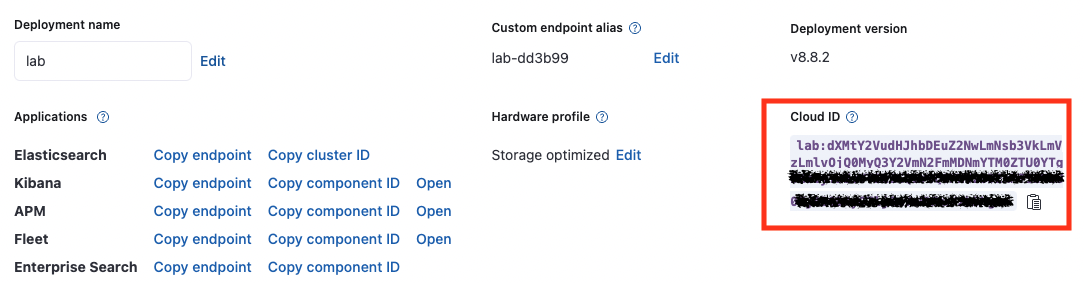 Deployment name
Custom endpoint alias
Deployment version
lab Edit
lab-dd3b99 Edit
v8.8.2
Applications
Hardware profile
Cloud ID
Elasticsearch Copy endpoint Copy cluster ID
Storage optimized Edit
lab:dXMtY2VudHJhbDEuZ2NwLmNsb3VkLmV
zLmlvOjQ0MyQ3Y2VmN2FmMDNmYTM0ZTU0YTg
Kibana Copy endpoint Copy component ID Open
APM Copy endpoint Copy component ID Open
Fleet Copy endpoint Copy component ID Open
Enterprise Search Copy endpoint Copy component ID